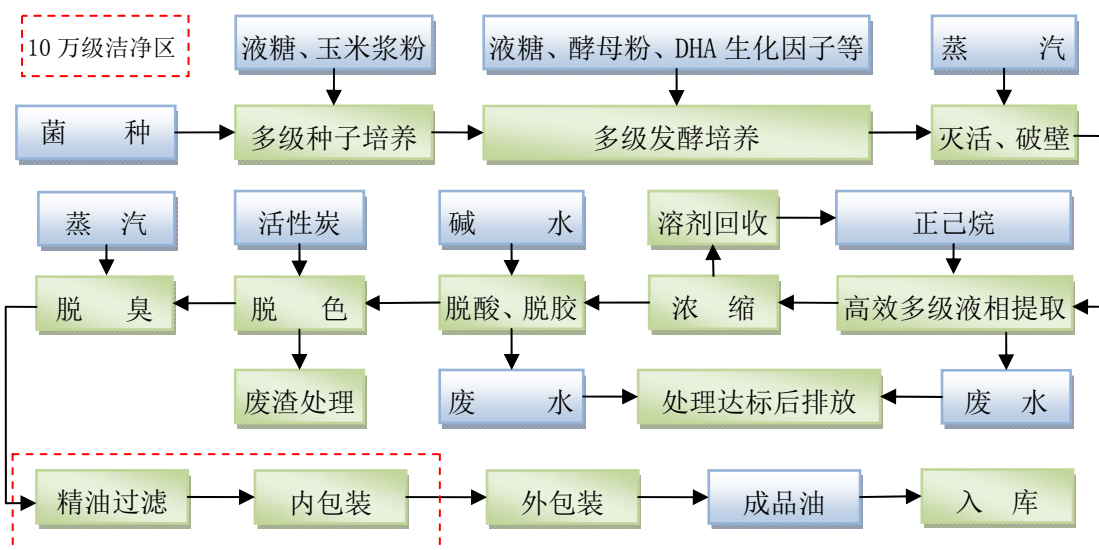 10 万级洁净区
液糖、玉米浆粉
液糖、酵母粉、DHA 生化因子等
蒸 汽
菌 种
多级种子培养
多级发酵培养
灭活、破壁
蒸 汽
活性炭
碱 水
溶剂回收
正己烷
脱 臭
脱 色
脱酸、脱胶
浓 缩
高效多级液相提取
废渣处理
废 水
处理达标后排放
废 水
精油过滤
内包装
外包装
成品油
入 库